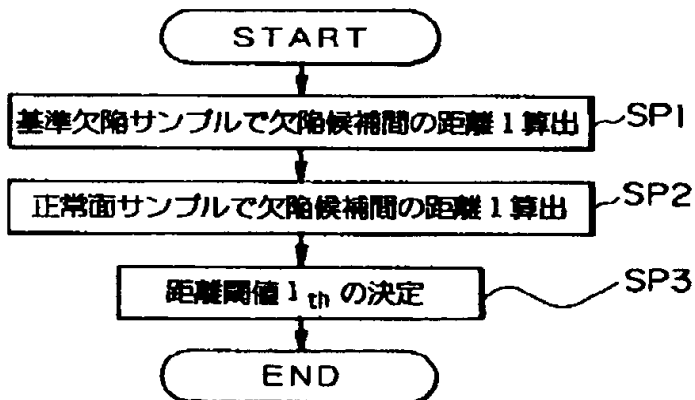 START
基準欠陥サンプルで欠陥候補間の距離 l 算出 SP1
正常面サンプルで欠陥候補間の距離 l 算出 SP2
距離閾値 l th の決定 SP3
END